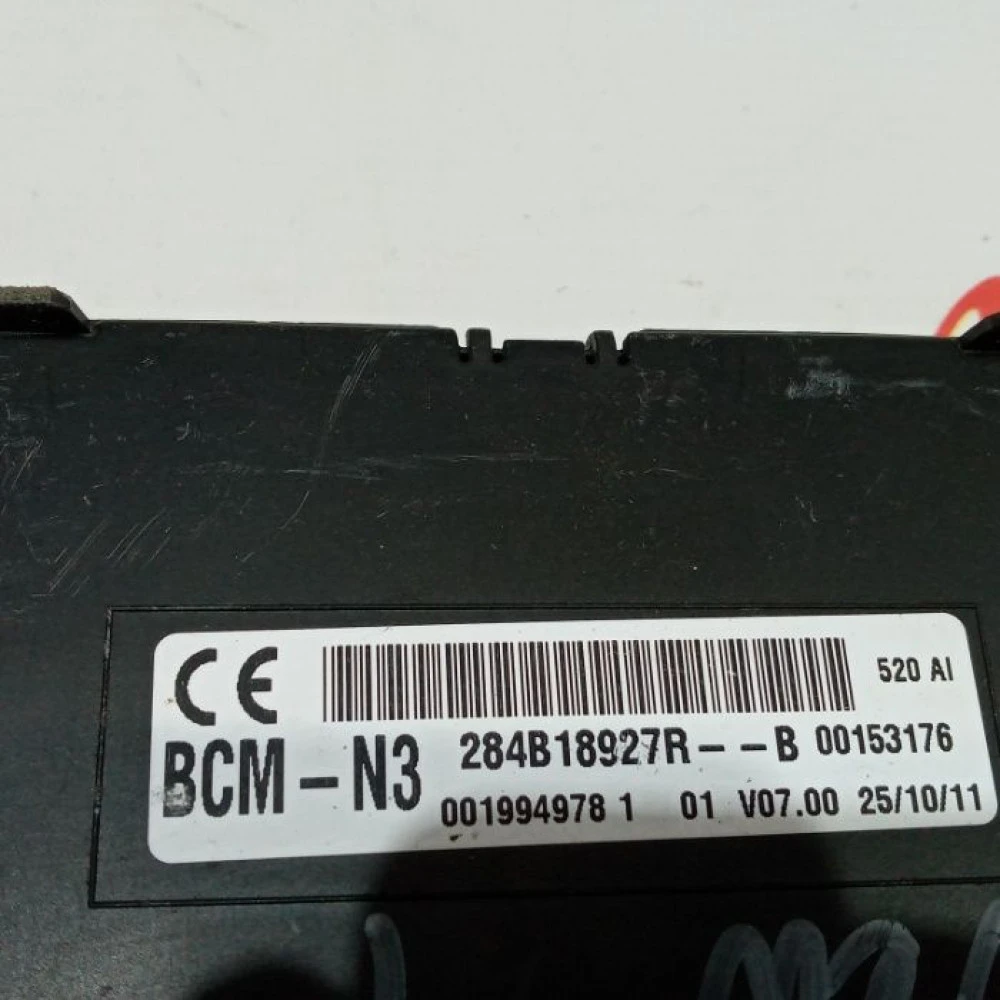 CE
520 AI
BCM-N3
284B18927R--B 00153176
001994978 1 01 V07.00 25/10/11